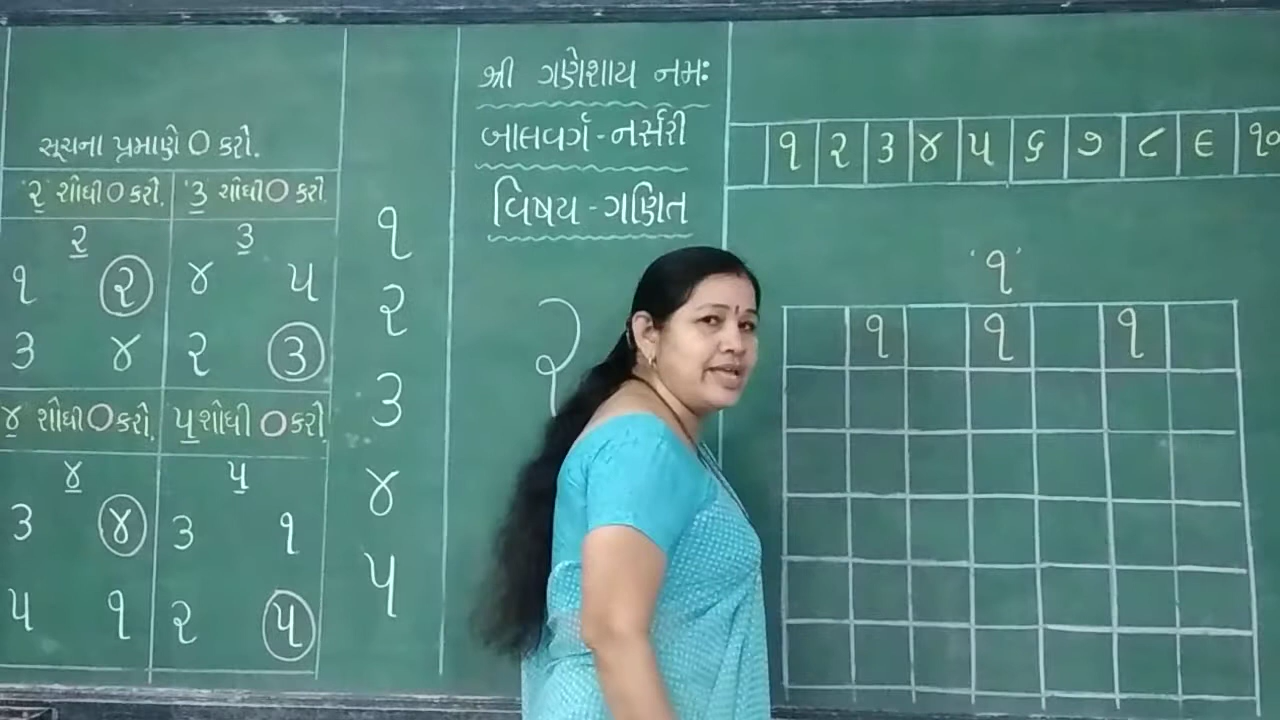 સૂચના પ્રમાણે O કરો.
'૨' શોધી O કરો.
૨
૧ ૨
૩ ૪
'૩' શોધી O કરો.
૩
૪ ૫
૨ ૩
૪' શોધી O કરો.
૪
૩ ૪
૫ ૧
'૫' શોધી O કરો.
૫
૩ ૧
૨ ૫
૧
૨
૩
૪
૫
શ્રી ગણેશાય નમઃ
બાલવર્ગ - નર્સરી
વિષય - ગણિત
૨
૧ ૨ ૩ ૪ ૫ ૬ ૭ ૮ ૯ ૧૦
'૧'
૧ ૧ ૧